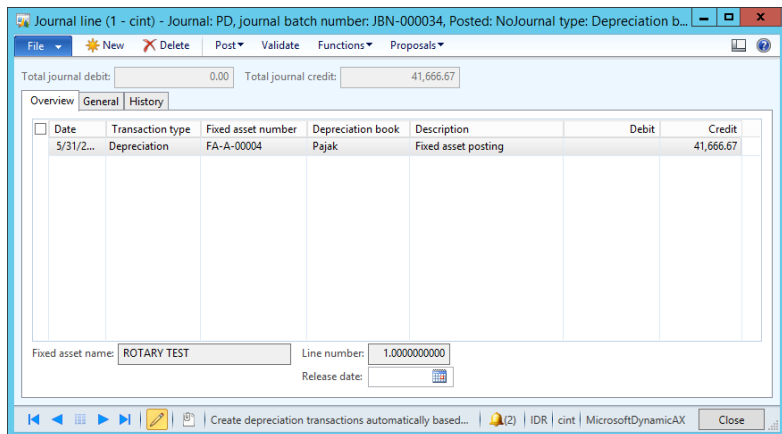 Journal line (1 - cint) - Journal: PD, journal batch number: JBN-000034, Posted: NoJournal type: Depreciation b...
File New Delete Post Validate Functions Proposals
Total journal debit: 0.00 Total journal credit: 41,666.67
Overview General History
Date Transaction type Fixed asset number Depreciation book Description Debit Credit
5/31/2... Depreciation FA-A-00004 Pajak Fixed asset posting 41,666.67
Fixed asset name: ROTARY TEST Line number: 1.0000000000
Release date:
Create depreciation transactions automatically based... (2) IDR cint MicrosoftDynamicAX Close